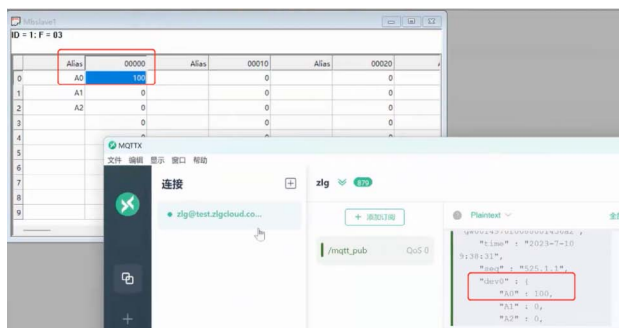 Mbslave1
ID = 1: F = 03
Alias 00000 Alias 00010 Alias 00020
0 A0 100 0 0
1 A1 0 0 0
2 A2 0 0 0
3 0 0 0
4
5
6
7
8
9
MQTTX
文件 编辑 显示 窗口 帮助
连接
zlg@test.zlgcloud.co...
zlg 879
+ 添加订阅
/mqtt_pub QoS 0
Plaintext
"time" : "2023-7-10
9:38:31",
"seq" : "525.1.1",
"dev0" : {
"A0" : 100,
"A1" : 0,
"A2" : 0,